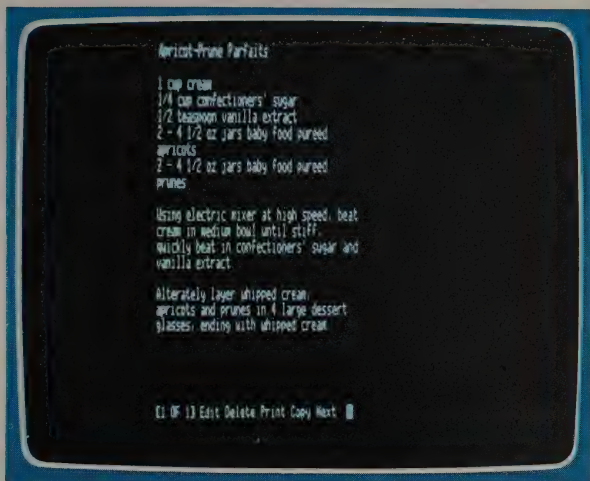 Apricot-Prune Parfaits
1 cup cream
1/4 cup confectioners' sugar
1/2 teaspoon vanilla extract
2 - 4 1/2 oz jars baby food pureed
apricots
2 - 4 1/2 oz jars baby food pureed
prunes
Using electric mixer at high speed, beat
cream in medium bowl until stiff,
quickly beat in confectioners' sugar and
vanilla extract
Alterately layer whipped cream,
apricots and prunes in 4 large dessert
glasses, ending with whipped cream
[1 OF 1] Edit Delete Print Copy Next